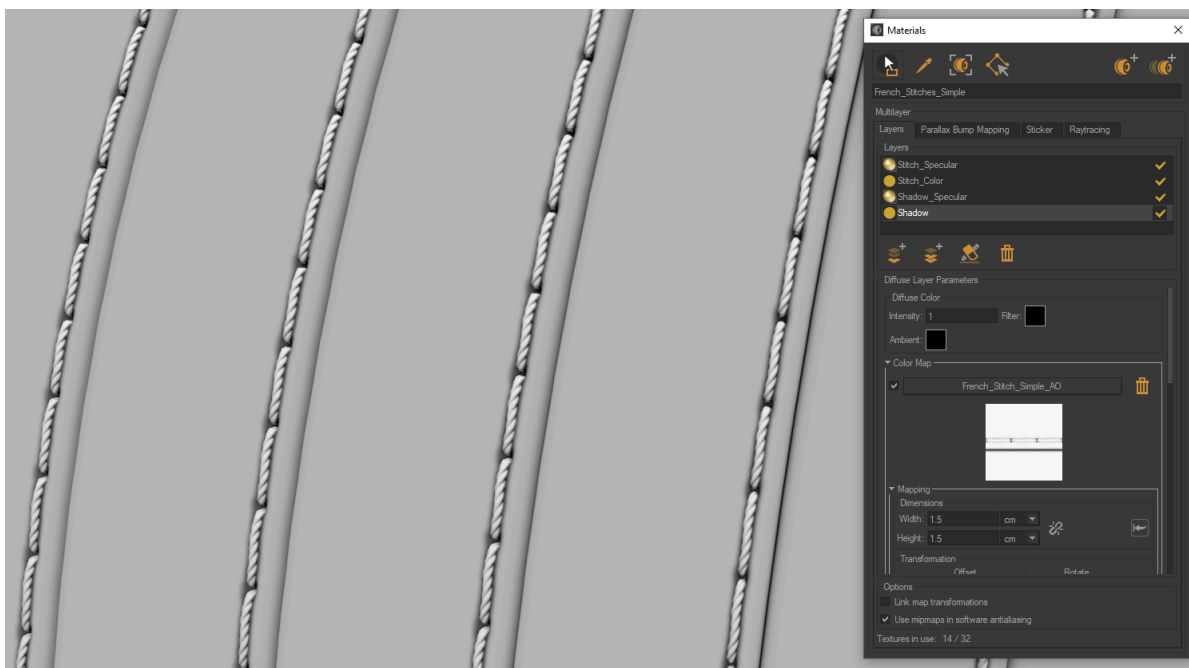 Materials
French_Stitches_Simple
Multilayer
Layers Parallax Bump Mapping Sticker Raytracing
Layers
Stitch_Specular
Stitch_Color
Shadow_Specular
Shadow
Diffuse Layer Parameters
Diffuse Color
Intensity: 1 Filter:
Ambient:
Color Map
French_Stitch_Simple_AO
Mapping
Dimensions
Width: 1.5 cm
Height: 1.5 cm
Transformation
Offset Rotate
Options
Link map transformations
Use mipmaps in software antialiasing
Textures in use: 14 / 32